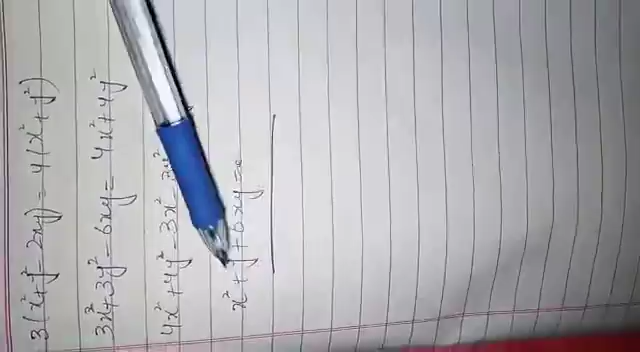 3(x²+y²-2xy) = 4(x²+y²)
3x²+3y²-6xy = 4x²+4y²
4x²+4y²-3x²
x²+y²+6xy=0